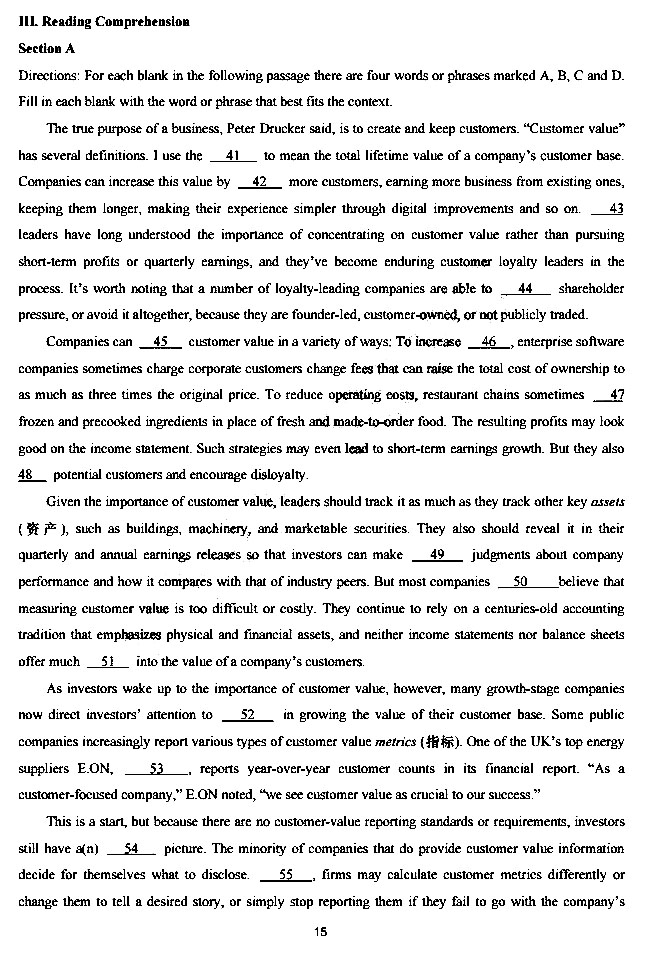 III. Reading Comprehension
Section A
Directions: For each blank in the following passage there are four words or phrases marked A, B, C and D.
Fill in each blank with the word or phrase that best fits the context.
The true purpose of a business, Peter Drucker said, is to create and keep customers. “Customer value”
has several definitions. I use the 41 to mean the total lifetime value of a company’s customer base.
Companies can increase this value by 42 more customers, earning more business from existing ones,
keeping them longer, making their experience simpler through digital improvements and so on. 43
leaders have long understood the importance of concentrating on customer value rather than pursuing
short-term profits or quarterly earnings, and they’ve become enduring customer loyalty leaders in the
process. It’s worth noting that a number of loyalty-leading companies are able to 44 shareholder
pressure, or avoid it altogether, because they are founder-led, customer-owned, or not publicly traded.
Companies can 45 customer value in a variety of ways: To increase 46 , enterprise software
companies sometimes charge corporate customers change fees that can raise the total cost of ownership to
as much as three times the original price. To reduce operating costs, restaurant chains sometimes 47
frozen and precooked ingredients in place of fresh and made-to-order food. The resulting profits may look
good on the income statement. Such strategies may even lead to short-term earnings growth. But they also
48 potential customers and encourage disloyalty.
Given the importance of customer value, leaders should track it as much as they track other key assets
(资产), such as buildings, machinery, and marketable securities. They also should reveal it in their
quarterly and annual earnings releases so that investors can make 49 judgments about company
performance and how it compares with that of industry peers. But most companies 50 believe that
measuring customer value is too difficult or costly. They continue to rely on a centuries-old accounting
tradition that emphasizes physical and financial assets, and neither income statements nor balance sheets
offer much 51 into the value of a company’s customers.
As investors wake up to the importance of customer value, however, many growth-stage companies
now direct investors’ attention to 52 in growing the value of their customer base. Some public
companies increasingly report various types of customer value metrics (指标). One of the UK’s top energy
suppliers E.ON, 53 , reports year-over-year customer counts in its financial report. “As a
customer-focused company,” E.ON noted, “we see customer value as crucial to our success.”
This is a start, but because there are no customer-value reporting standards or requirements, investors
still have a(n) 54 picture. The minority of companies that do provide customer value information
decide for themselves what to disclose. 55 , firms may calculate customer metrics differently or
change them to tell a desired story, or simply stop reporting them if they fail to go with the company’s
15